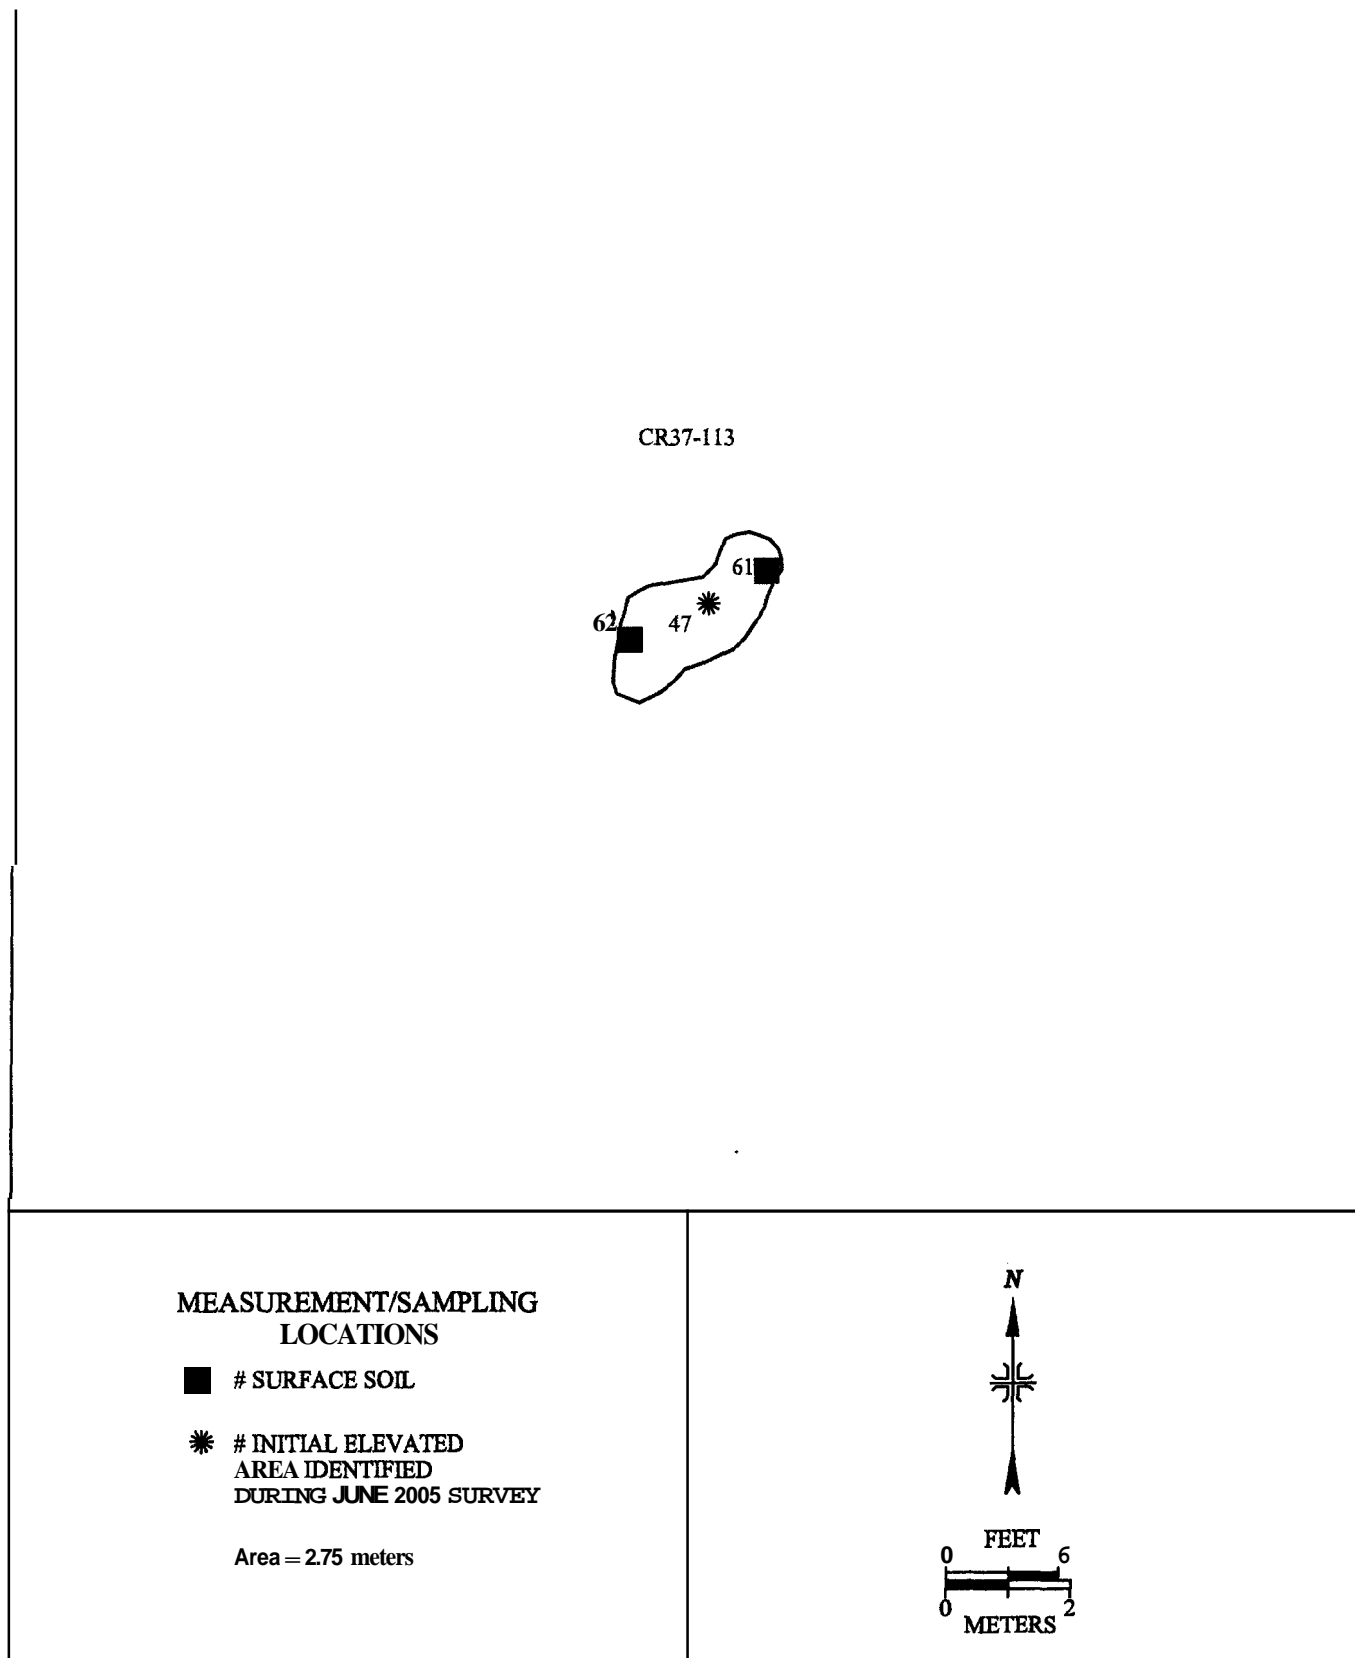 CR37-113
61
62
47
MEASUREMENT/SAMPLING
LOCATIONS
# SURFACE SOIL
# INITIAL ELEVATED
AREA IDENTIFIED
DURING JUNE 2005 SURVEY
Area = 2.75 meters
N
FEET
0 6
0 2
METERS